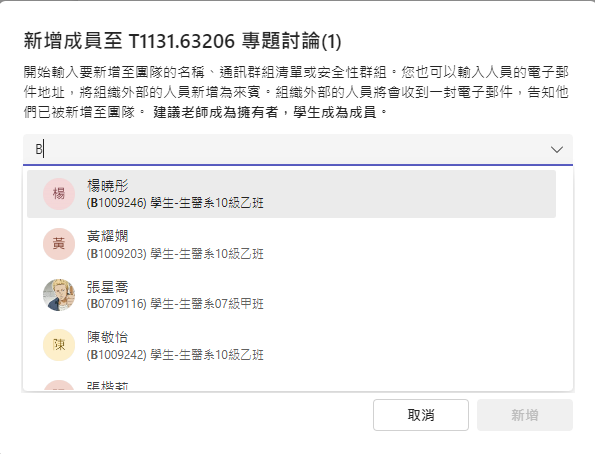 新增成員至 T1131.63206 專題討論(1)
開始輸入要新增至團隊的名稱、通訊群組清單或安全性群組。您也可以輸入人員的電子郵
件地址，將組織外部的人員新增為來賓。組織外部的人員將會收到一封電子郵件，告知他
們已被新增至團隊。 建議老師成為擁有者，學生成為成員。
B
楊
楊曉彤
(B1009246) 學生-生醫系10級乙班
黃
黃耀嫻
(B1009203) 學生-生醫系10級乙班
張星喬
(B0709116) 學生-生醫系07級甲班
陳
陳敬怡
(B1009242) 學生-生醫系10級乙班
取消
新增